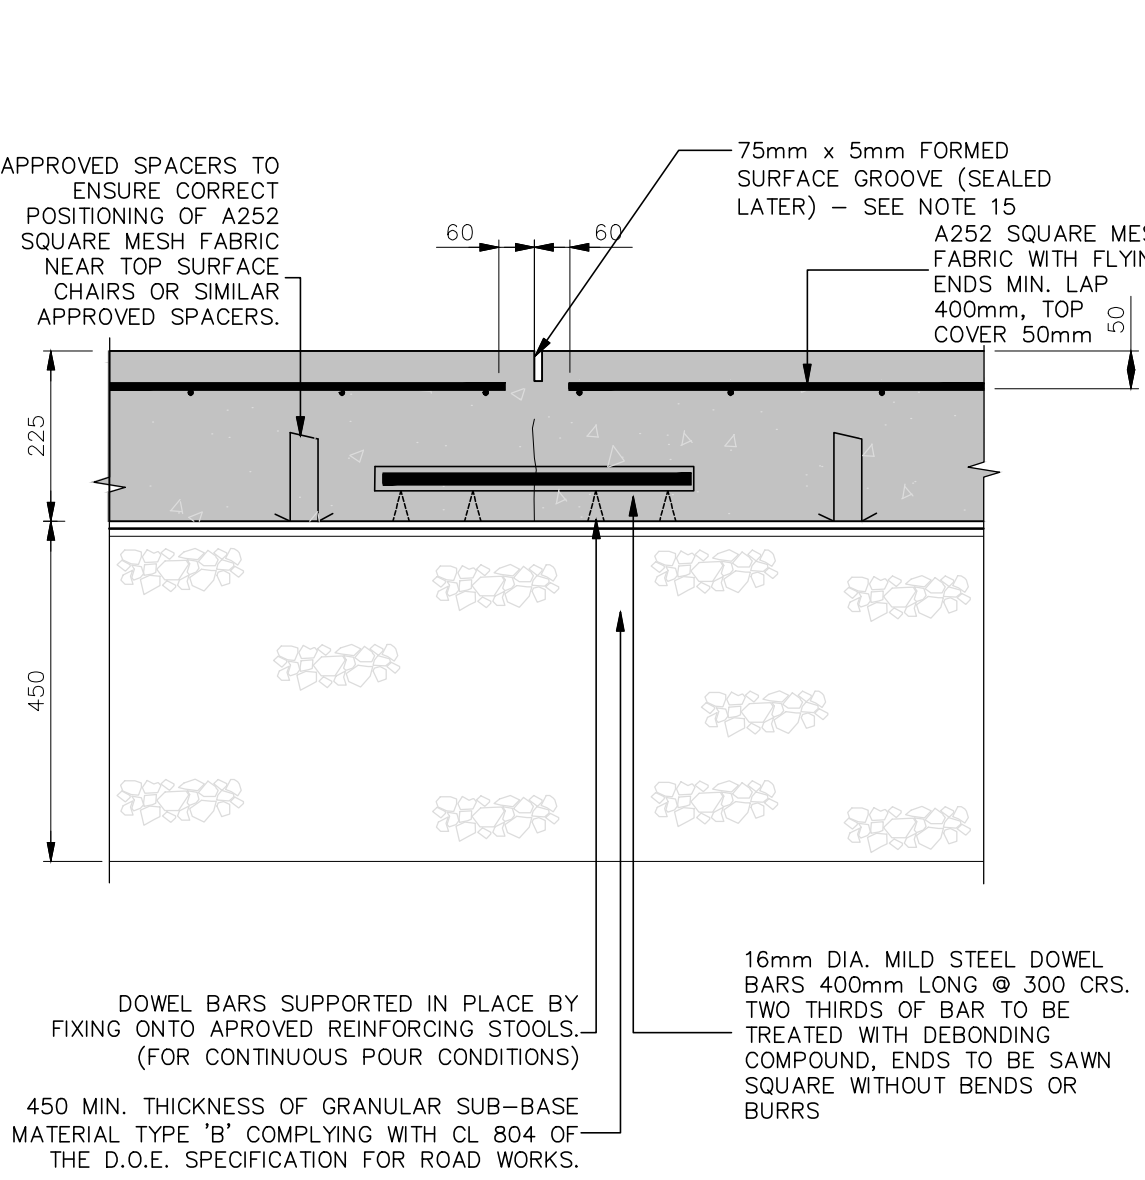 APPROVED SPACERS TO
ENSURE CORRECT
POSITIONING OF A252
SQUARE MESH FABRIC
NEAR TOP SURFACE
CHAIRS OR SIMILAR
APPROVED SPACERS.
75mm x 5mm FORMED
SURFACE GROOVE (SEALED
LATER) – SEE NOTE 15
A252 SQUARE MES
FABRIC WITH FLYIN
ENDS MIN. LAP
400mm, TOP
COVER 50mm
60
60
50
225
450
DOWEL BARS SUPPORTED IN PLACE BY
FIXING ONTO APROVED REINFORCING STOOLS.
(FOR CONTINUOUS POUR CONDITIONS)
450 MIN. THICKNESS OF GRANULAR SUB–BASE
MATERIAL TYPE 'B' COMPLYING WITH CL 804 OF
THE D.O.E. SPECIFICATION FOR ROAD WORKS.
16mm DIA. MILD STEEL DOWEL
BARS 400mm LONG @ 300 CRS.
TWO THIRDS OF BAR TO BE
TREATED WITH DEBONDING
COMPOUND, ENDS TO BE SAWN
SQUARE WITHOUT BENDS OR
BURRS